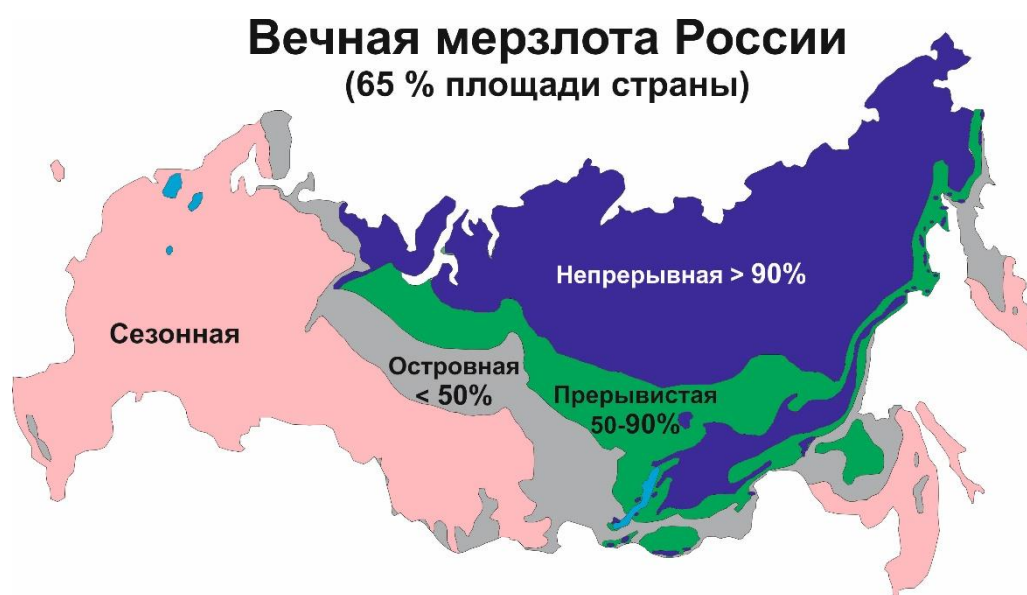 Вечная мерзлота России
(65 % площади страны)
Непрерывная > 90%
Сезонная
Островная
< 50%
Прерывистая
50-90%